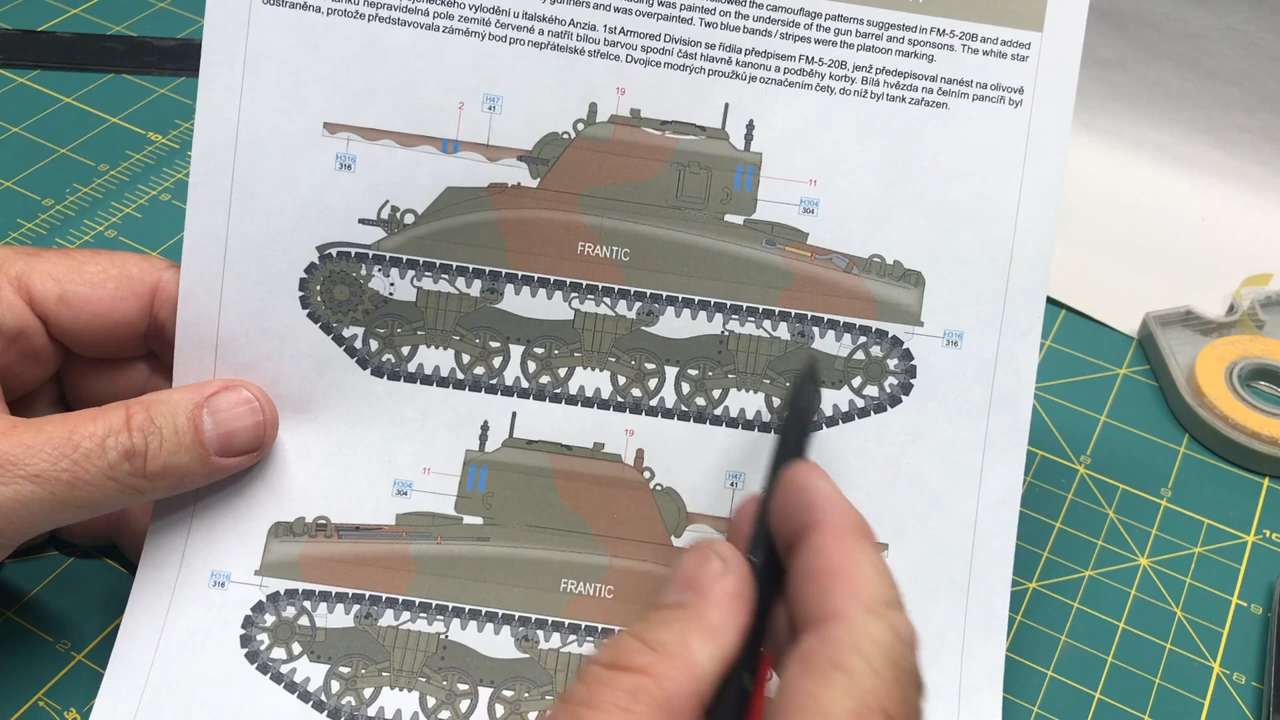 followed the camouflage patterns suggested in FM-5-20B and added
was painted on the underside of the gun barrel and sponsons. The white star
gunners and was overpainted. Two blue bands / stripes were the platoon marking.
vylodění u italského Anzia. 1st Armored Division se řídila předpisem FM-5-20B, jenž předepisoval nanést na olivově
nepravidelná pole zemité červené a natřít bílou barvou spodní část hlavně kanonu a podběhy korby. Bílá hvězda na čelním pancíři byl
odstraněna, protože představovala záměrný bod pro nepřátelské střelce. Dvojice modrých proužků je označením čety, do níž byl tank zařazen.
19
2
H47
41
H316
316
11
H304
304
FRANTIC
H316
316
19
11
H47
41
H304
304
H316
316
FRANTIC